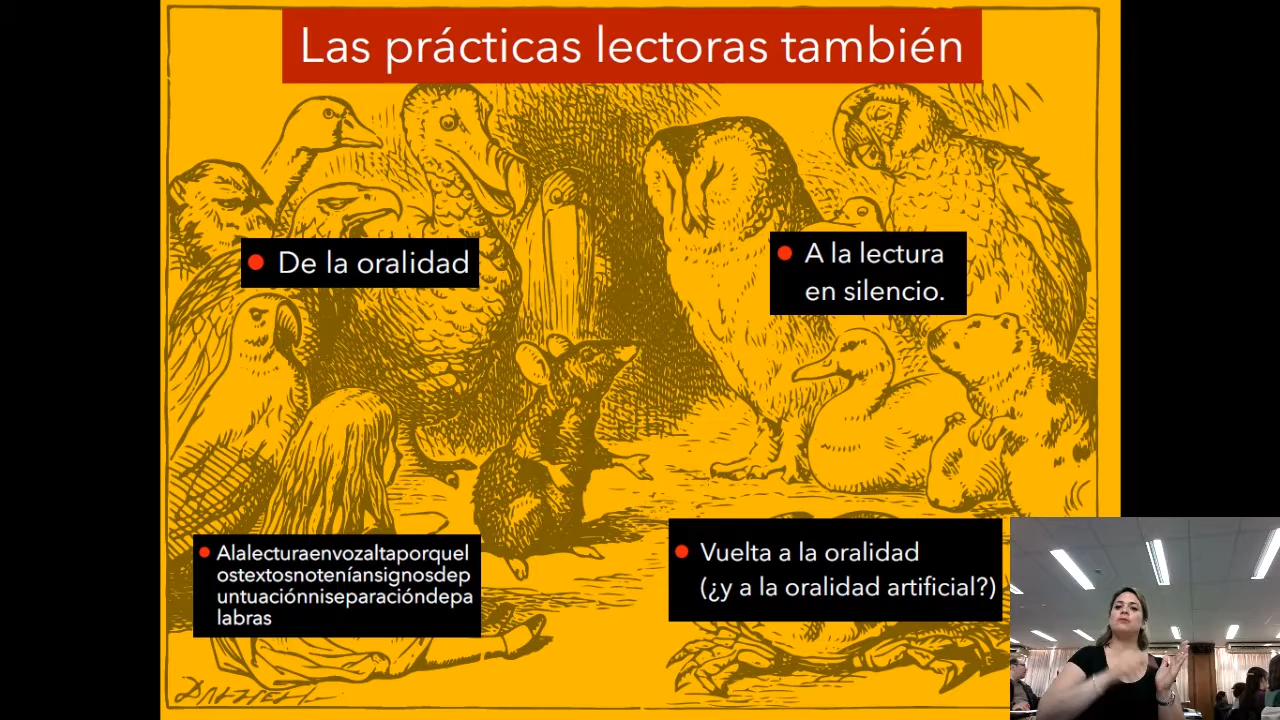 Las prácticas lectoras también
De la oralidad
A la lectura
en silencio.
Alalecturaenvozaltaporquel
ostextosnoteníansignosdep
untuaciónniseparacióndepa
labras
Vuelta a la oralidad
(¿y a la oralidad artificial?)